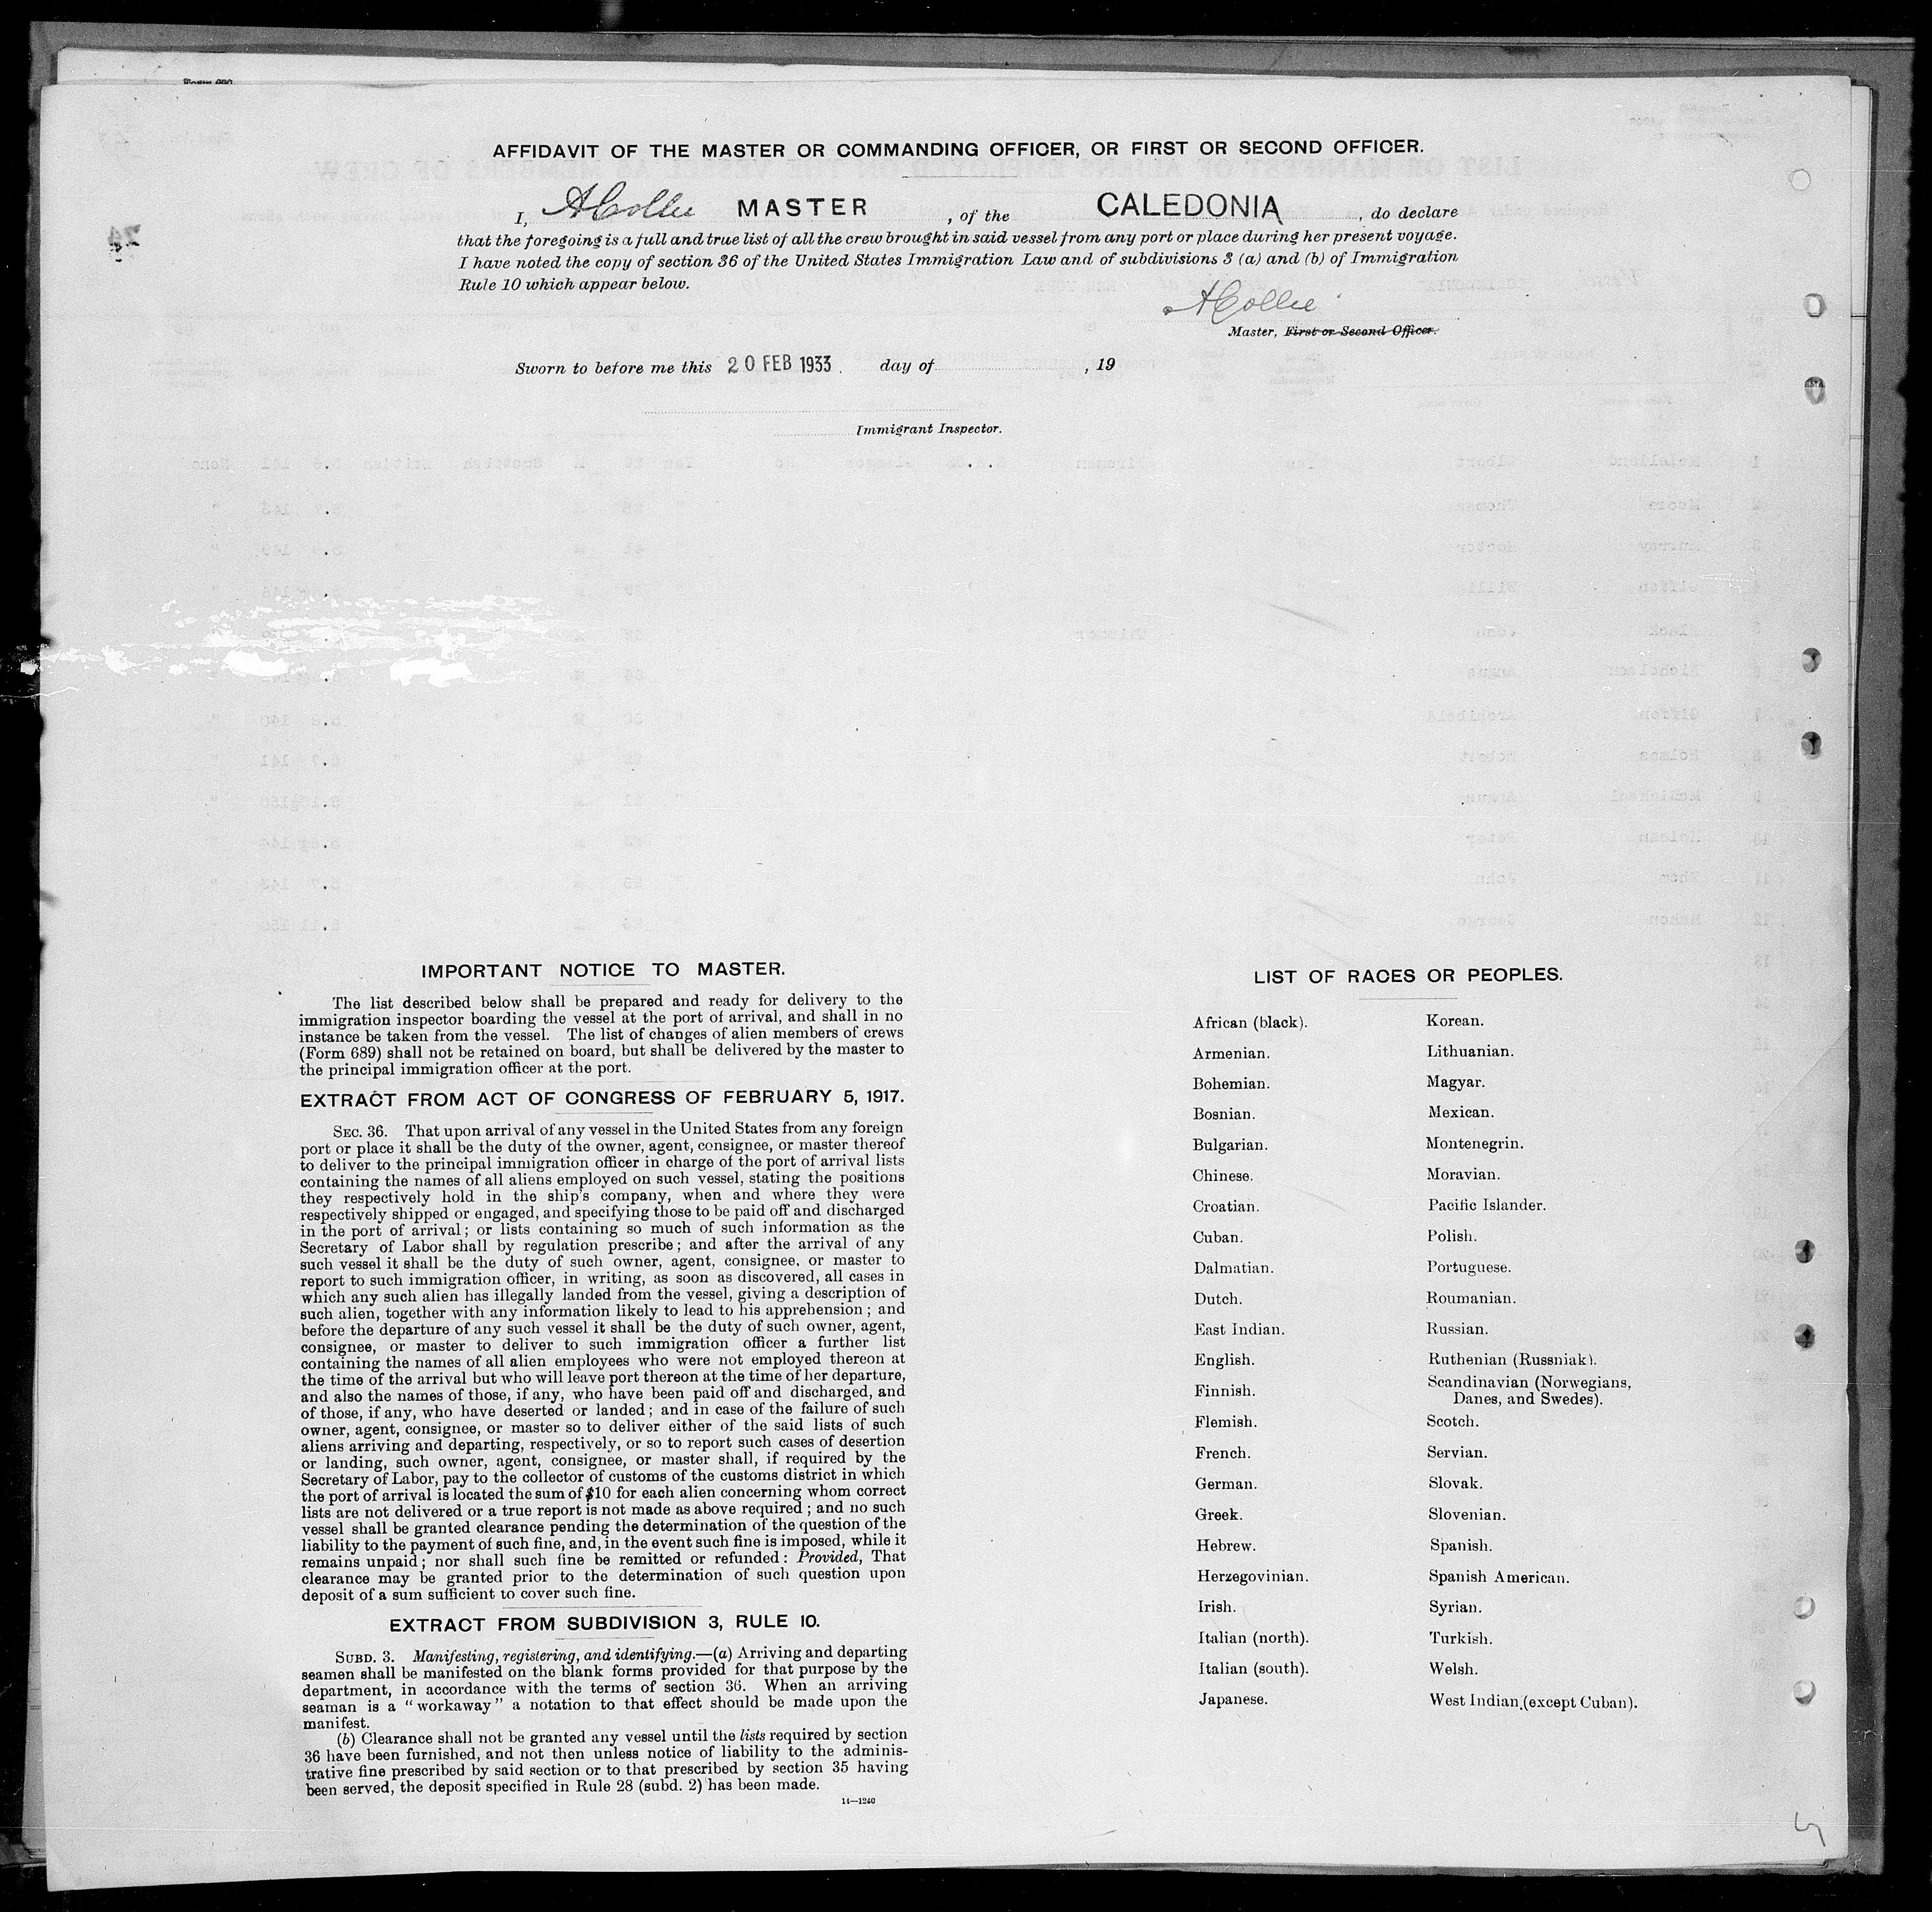 AFFIDAVIT OF THE MASTER OR COMMANDING OFFICER, OR FIRST OR SECOND OFFICER.
I, A Collie MASTER , of the CALEDONIA , do declare
that the foregoing is a full and true list of all the crew brought in said vessel from any port or place during her present voyage.
I have noted the copy of section 36 of the United States Immigration Law and of subdivisions 3 (a) and (b) of Immigration
Rule 10 which appear below.
A Collie
Master, First or Second Officer.
Sworn to before me this 20 FEB 1933. day of , 19
Immigrant Inspector.
IMPORTANT NOTICE TO MASTER.
The list described below shall be prepared and ready for delivery to the
immigration inspector boarding the vessel at the port of arrival, and shall in no
instance be taken from the vessel. The list of changes of alien members of crews
(Form 689) shall not be retained on board, but shall be delivered by the master to
the principal immigration officer at the port.
EXTRACT FROM ACT OF CONGRESS OF FEBRUARY 5, 1917.
SEC. 36. That upon arrival of any vessel in the United States from any foreign
port or place it shall be the duty of the owner, agent, consignee, or master thereof
to deliver to the principal immigration officer in charge of the port of arrival lists
containing the names of all aliens employed on such vessel, stating the positions
they respectively hold in the ship's company, when and where they were
respectively shipped or engaged, and specifying those to be paid off and discharged
in the port of arrival; or lists containing so much of such information as the
Secretary of Labor shall by regulation prescribe; and after the arrival of any
such vessel it shall be the duty of such owner, agent, consignee, or master to
report to such immigration officer, in writing, as soon as discovered, all cases in
which any such alien has illegally landed from the vessel, giving a description of
such alien, together with any information likely to lead to his apprehension; and
before the departure of any such vessel it shall be the duty of such owner, agent,
consignee, or master to deliver to such immigration officer a further list
containing the names of all alien employees who were not employed thereon at
the time of the arrival but who will leave port thereon at the time of her departure,
and also the names of those, if any, who have been paid off and discharged, and
of those, if any, who have deserted or landed; and in case of the failure of such
owner, agent, consignee, or master so to deliver either of the said lists of such
aliens arriving and departing, respectively, or so to report such cases of desertion
or landing, such owner, agent, consignee, or master shall, if required by the
Secretary of Labor, pay to the collector of customs of the customs district in which
the port of arrival is located the sum of $10 for each alien concerning whom correct
lists are not delivered or a true report is not made as above required; and no such
vessel shall be granted clearance pending the determination of the question of the
liability to the payment of such fine, and, in the event such fine is imposed, while it
remains unpaid; nor shall such fine be remitted or refunded: Provided, That
clearance may be granted prior to the determination of such question upon
deposit of a sum sufficient to cover such fine.
EXTRACT FROM SUBDIVISION 3, RULE 10.
SUBD. 3. Manifesting, registering, and identifying.—(a) Arriving and departing
seamen shall be manifested on the blank forms provided for that purpose by the
department, in accordance with the terms of section 36. When an arriving
seaman is a "workaway" a notation to that effect should be made upon the
manifest.
(b) Clearance shall not be granted any vessel until the lists required by section
36 have been furnished, and not then unless notice of liability to the adminis-
trative fine prescribed by said section or to that prescribed by section 35 having
been served, the deposit specified in Rule 28 (subd. 2) has been made.
14—1240
LIST OF RACES OR PEOPLES.
African (black). Korean.
Armenian. Lithuanian.
Bohemian. Magyar.
Bosnian. Mexican.
Bulgarian. Montenegrin.
Chinese. Moravian.
Croatian. Pacific Islander.
Cuban. Polish.
Dalmatian. Portuguese.
Dutch. Roumanian.
East Indian. Russian.
English. Ruthenian (Russniak).
Finnish. Scandinavian (Norwegians,
Danes, and Swedes).
Flemish. Scotch.
French. Servian.
German. Slovak.
Greek. Slovenian.
Hebrew. Spanish.
Herzegovinian. Spanish American.
Irish. Syrian.
Italian (north). Turkish.
Italian (south). Welsh.
Japanese. West Indian (except Cuban).